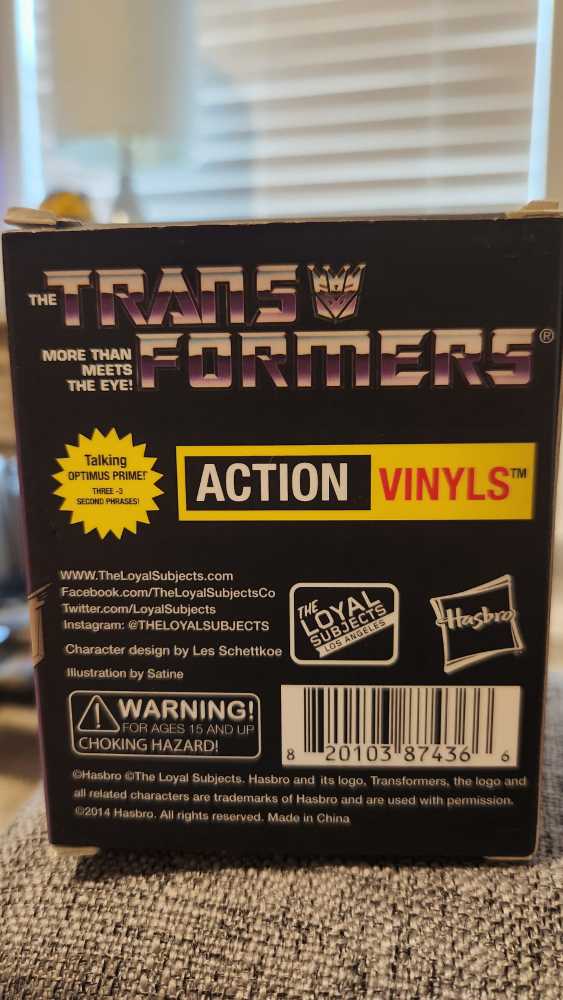 THE TRANS
FORMERS®
MORE THAN
MEETS
THE EYE!
Talking
OPTIMUS PRIME!
THREE -3
SECOND PHRASES!
ACTION VINYLS™
WWW.TheLoyalSubjects.com
Facebook.com/TheLoyalSubjectsCo
Twitter.com/LoyalSubjects
Instagram: @THELOYALSUBJECTS
Character design by Les Schettkoe
Illustration by Satine
THE
LOYAL
SUBJECTS
LOS ANGELES
Hasbro
WARNING!
FOR AGES 15 AND UP
CHOKING HAZARD!
8 20103 87436 6
©Hasbro ©The Loyal Subjects. Hasbro and its logo, Transformers, the logo and
all related characters are trademarks of Hasbro and are used with permission.
©2014 Hasbro. All rights reserved. Made in China